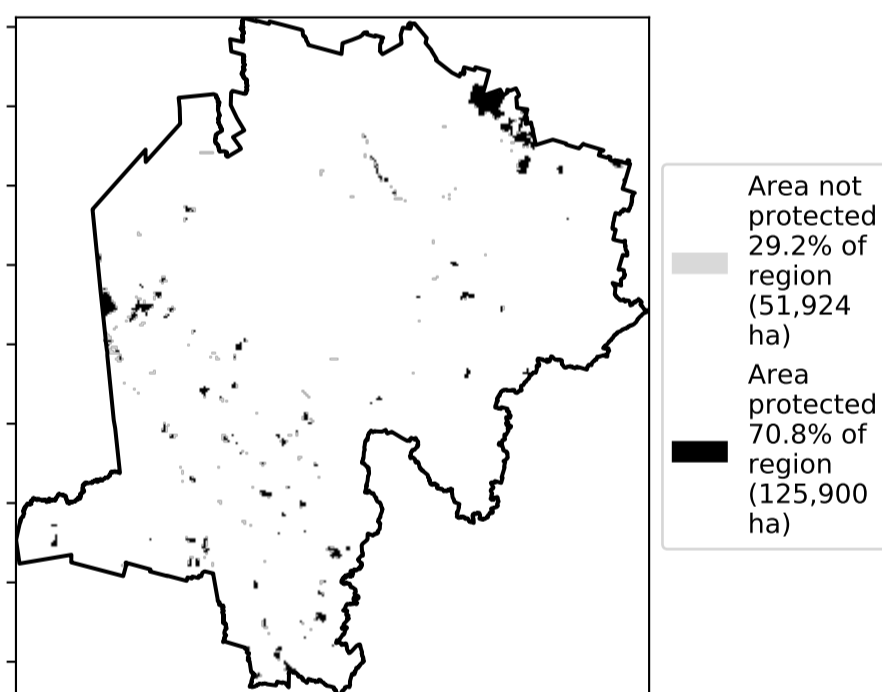 Area not
protected
29.2% of
region
(51,924
ha)
Area
protected
70.8% of
region
(125,900
ha)